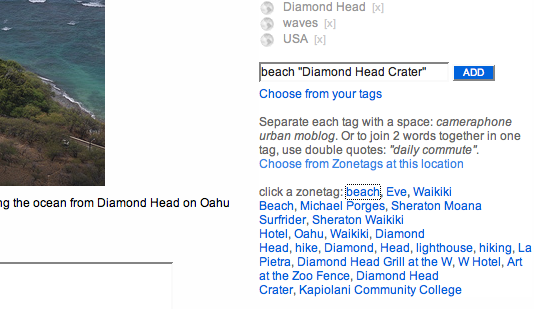 Diamond Head [x]
waves [x]
USA [x]
beach "Diamond Head Crater" ADD
Choose from your tags
Separate each tag with a space: cameraphone
urban moblog. Or to join 2 words together in one
tag, use double quotes: "daily commute".
Choose from Zonetags at this location
click a zonetag: beach, Eve, Waikiki
Beach, Michael Porges, Sheraton Moana
Surfrider, Sheraton Waikiki
Hotel, Oahu, Waikiki, Diamond
Head, hike, Diamond, Head, lighthouse, hiking, La
Pietra, Diamond Head Grill at the W, W Hotel, Art
at the Zoo Fence, Diamond Head
Crater, Kapiolani Community College
ng the ocean from Diamond Head on Oahu